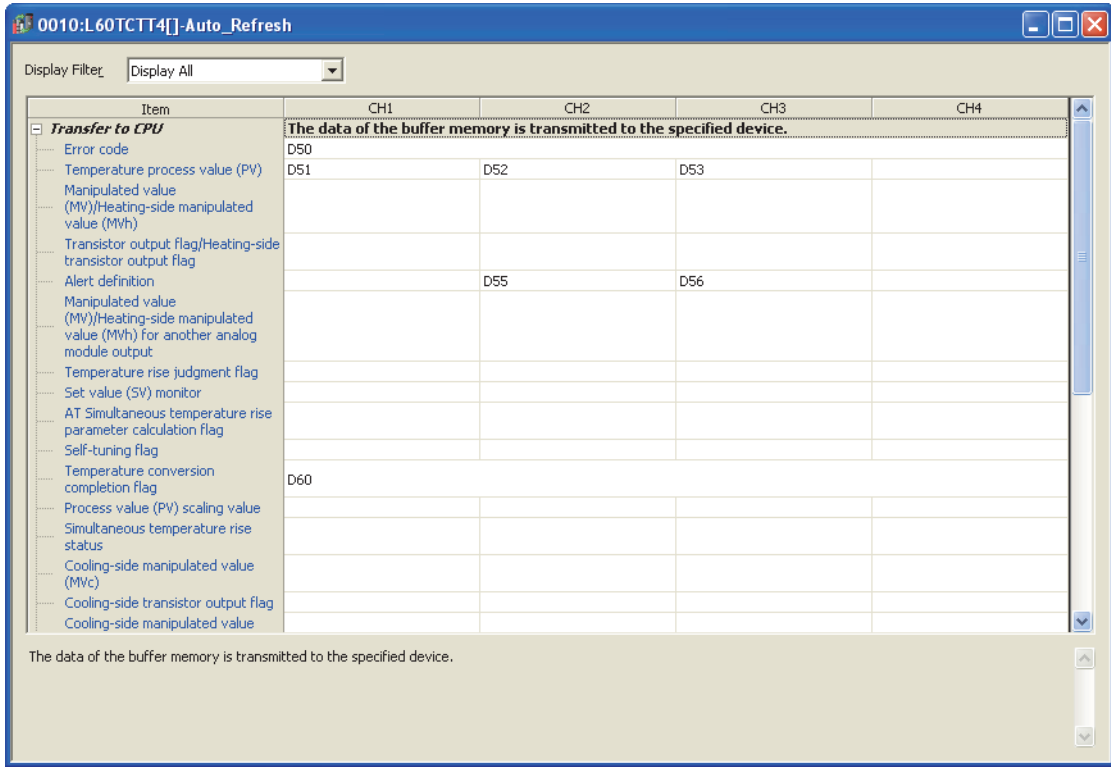 0010:L60TCTT4[]-Auto_Refresh
Display Filter Display All
Item CH1 CH2 CH3 CH4
Transfer to CPU The data of the buffer memory is transmitted to the specified device.
Error code D50
Temperature process value (PV) D51 D52 D53
Manipulated value
(MV)/Heating-side manipulated
value (MVh)
Transistor output flag/Heating-side
transistor output flag
Alert definition D55 D56
Manipulated value
(MV)/Heating-side manipulated
value (MVh) for another analog
module output
Temperature rise judgment flag
Set value (SV) monitor
AT Simultaneous temperature rise
parameter calculation flag
Self-tuning flag
Temperature conversion
completion flag D60
Process value (PV) scaling value
Simultaneous temperature rise
status
Cooling-side manipulated value
(MVc)
Cooling-side transistor output flag
Cooling-side manipulated value
The data of the buffer memory is transmitted to the specified device.